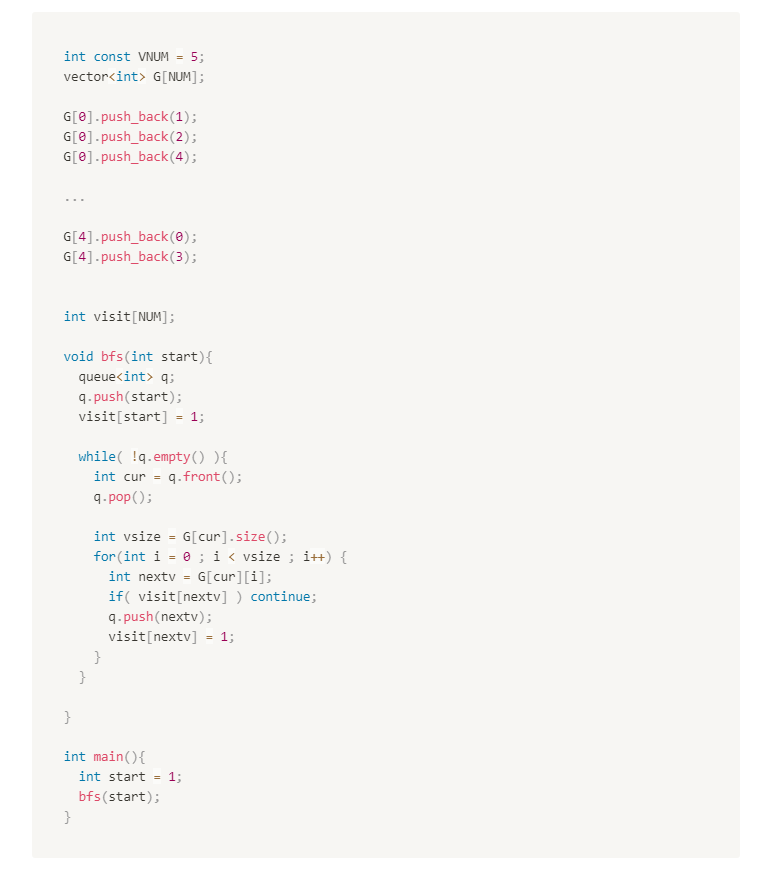 int const VNUM = 5;
vector<int> G[NUM];
G[0].push_back(1);
G[0].push_back(2);
G[0].push_back(4);
...
G[4].push_back(0);
G[4].push_back(3);
int visit[NUM];
void bfs(int start){
  queue<int> q;
  q.push(start);
  visit[start] = 1;
  while( !q.empty() ){
    int cur = q.front();
    q.pop();
    int vsize = G[cur].size();
    for(int i = 0 ; i < vsize ; i++) {
      int nextv = G[cur][i];
      if( visit[nextv] ) continue;
      q.push(nextv);
      visit[nextv] = 1;
    }
  }
}
int main(){
  int start = 1;
  bfs(start);
}